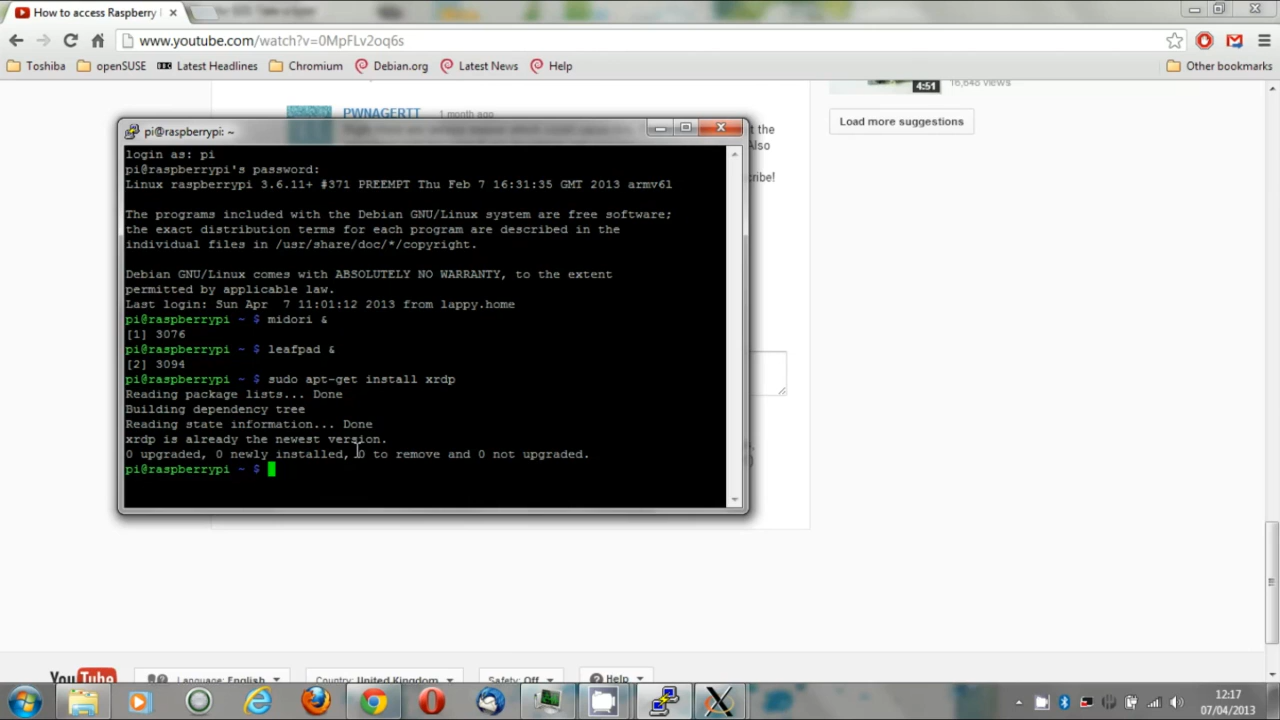 How to access Raspberry
www.youtube.com/watch?v=0MpFLv2oq6s
Toshiba openSUSE Latest Headlines Chromium Debian.org Latest News Help Other bookmarks
4:51 16,648 views
Load more suggestions
PWNAGERTT 1 month ago
the
Also
cribe!
pi@raspberrypi: ~
login as: pi
pi@raspberrypi's password:
Linux raspberrypi 3.6.11+ #371 PREEMPT Thu Feb 7 16:31:35 GMT 2013 armv6l
The programs included with the Debian GNU/Linux system are free software;
the exact distribution terms for each program are described in the
individual files in /usr/share/doc/*/copyright.
Debian GNU/Linux comes with ABSOLUTELY NO WARRANTY, to the extent
permitted by applicable law.
Last login: Sun Apr  7 11:01:12 2013 from lappy.home
pi@raspberrypi ~ $ midori &
[1] 3076
pi@raspberrypi ~ $ leafpad &
[2] 3094
pi@raspberrypi ~ $ sudo apt-get install xrdp
Reading package lists... Done
Building dependency tree
Reading state information... Done
xrdp is already the newest version.
0 upgraded, 0 newly installed, 0 to remove and 0 not upgraded.
pi@raspberrypi ~ $
YouTube Language: English Country: United Kingdom Safety: Off Help
12:17
07/04/2013